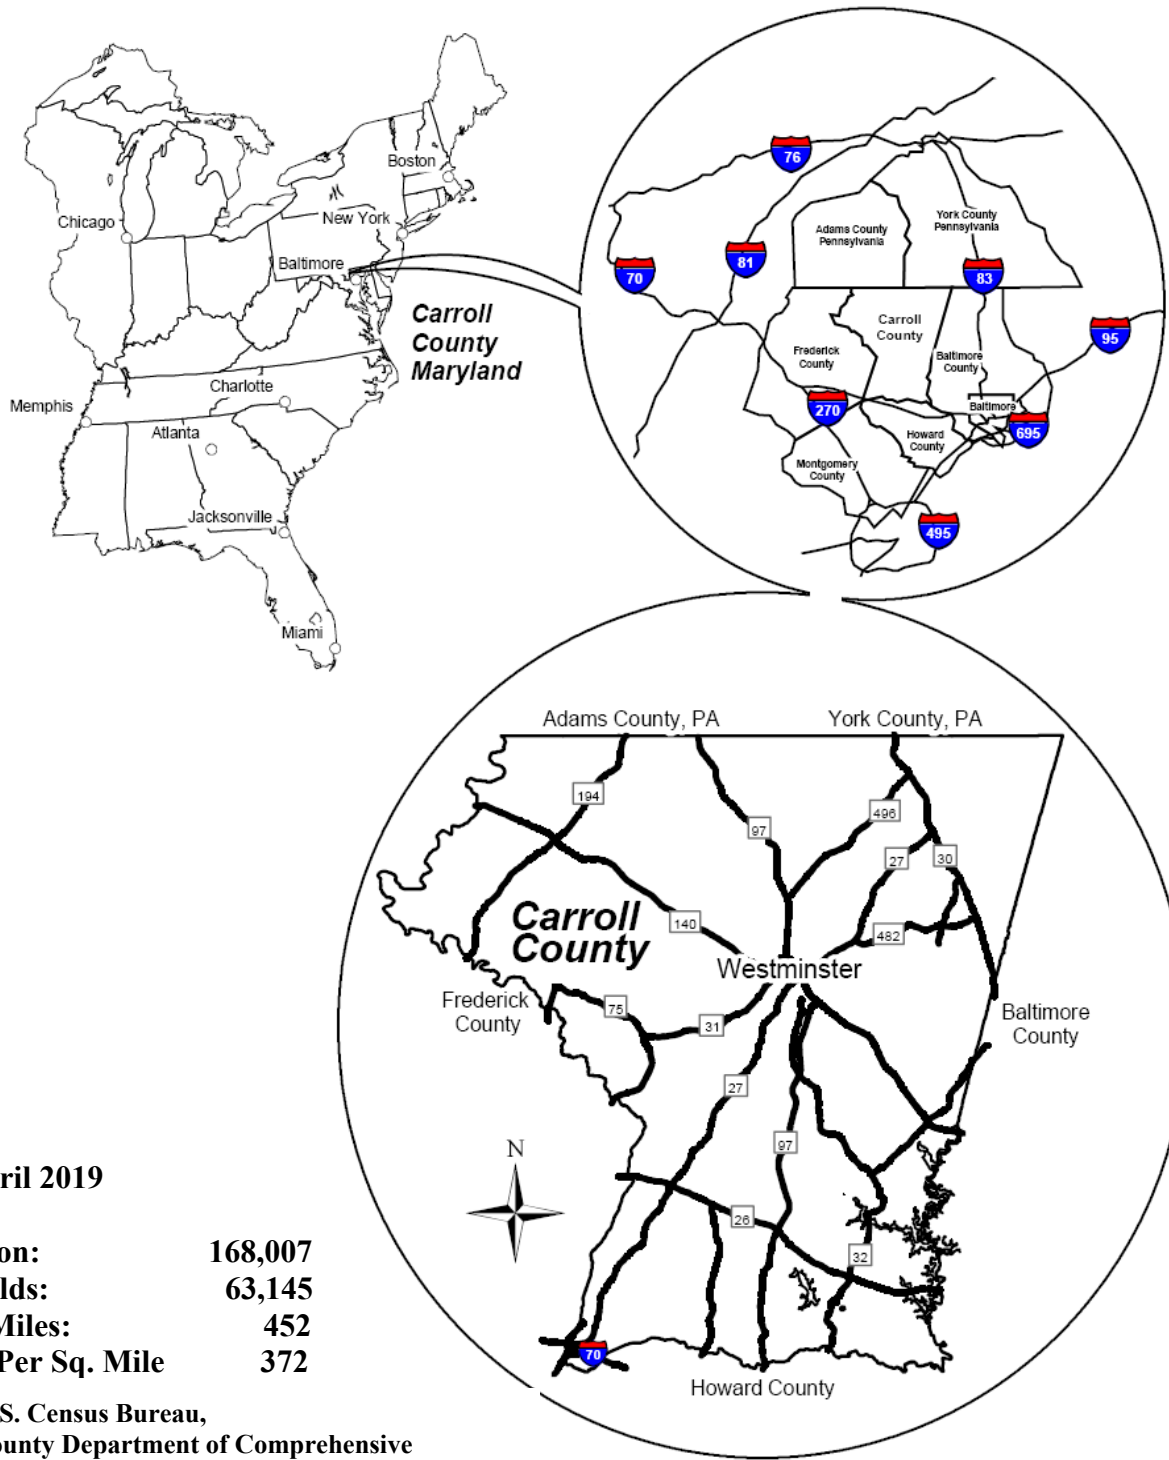 Boston
Chicago
New York
Baltimore
Carroll
County
Maryland
Charlotte
Memphis
Atlanta
Jacksonville
Miami
76
Adams County
Pennsylvania
York County
Pennsylvania
81
70
83
Carroll
County
95
Frederick
County
Baltimore
County
270
Baltimore
695
Howard
County
Montgomery
County
495
Adams County, PA
York County, PA
194
496
97
27
30
Carroll
County
140
482
Westminster
Frederick
County
75
31
Baltimore
County
27
97
N
26
32
70
Howard County
ril 2019
on: 168,007
lds: 63,145
Miles: 452
Per Sq. Mile 372
S. Census Bureau,
ounty Department of Comprehensive